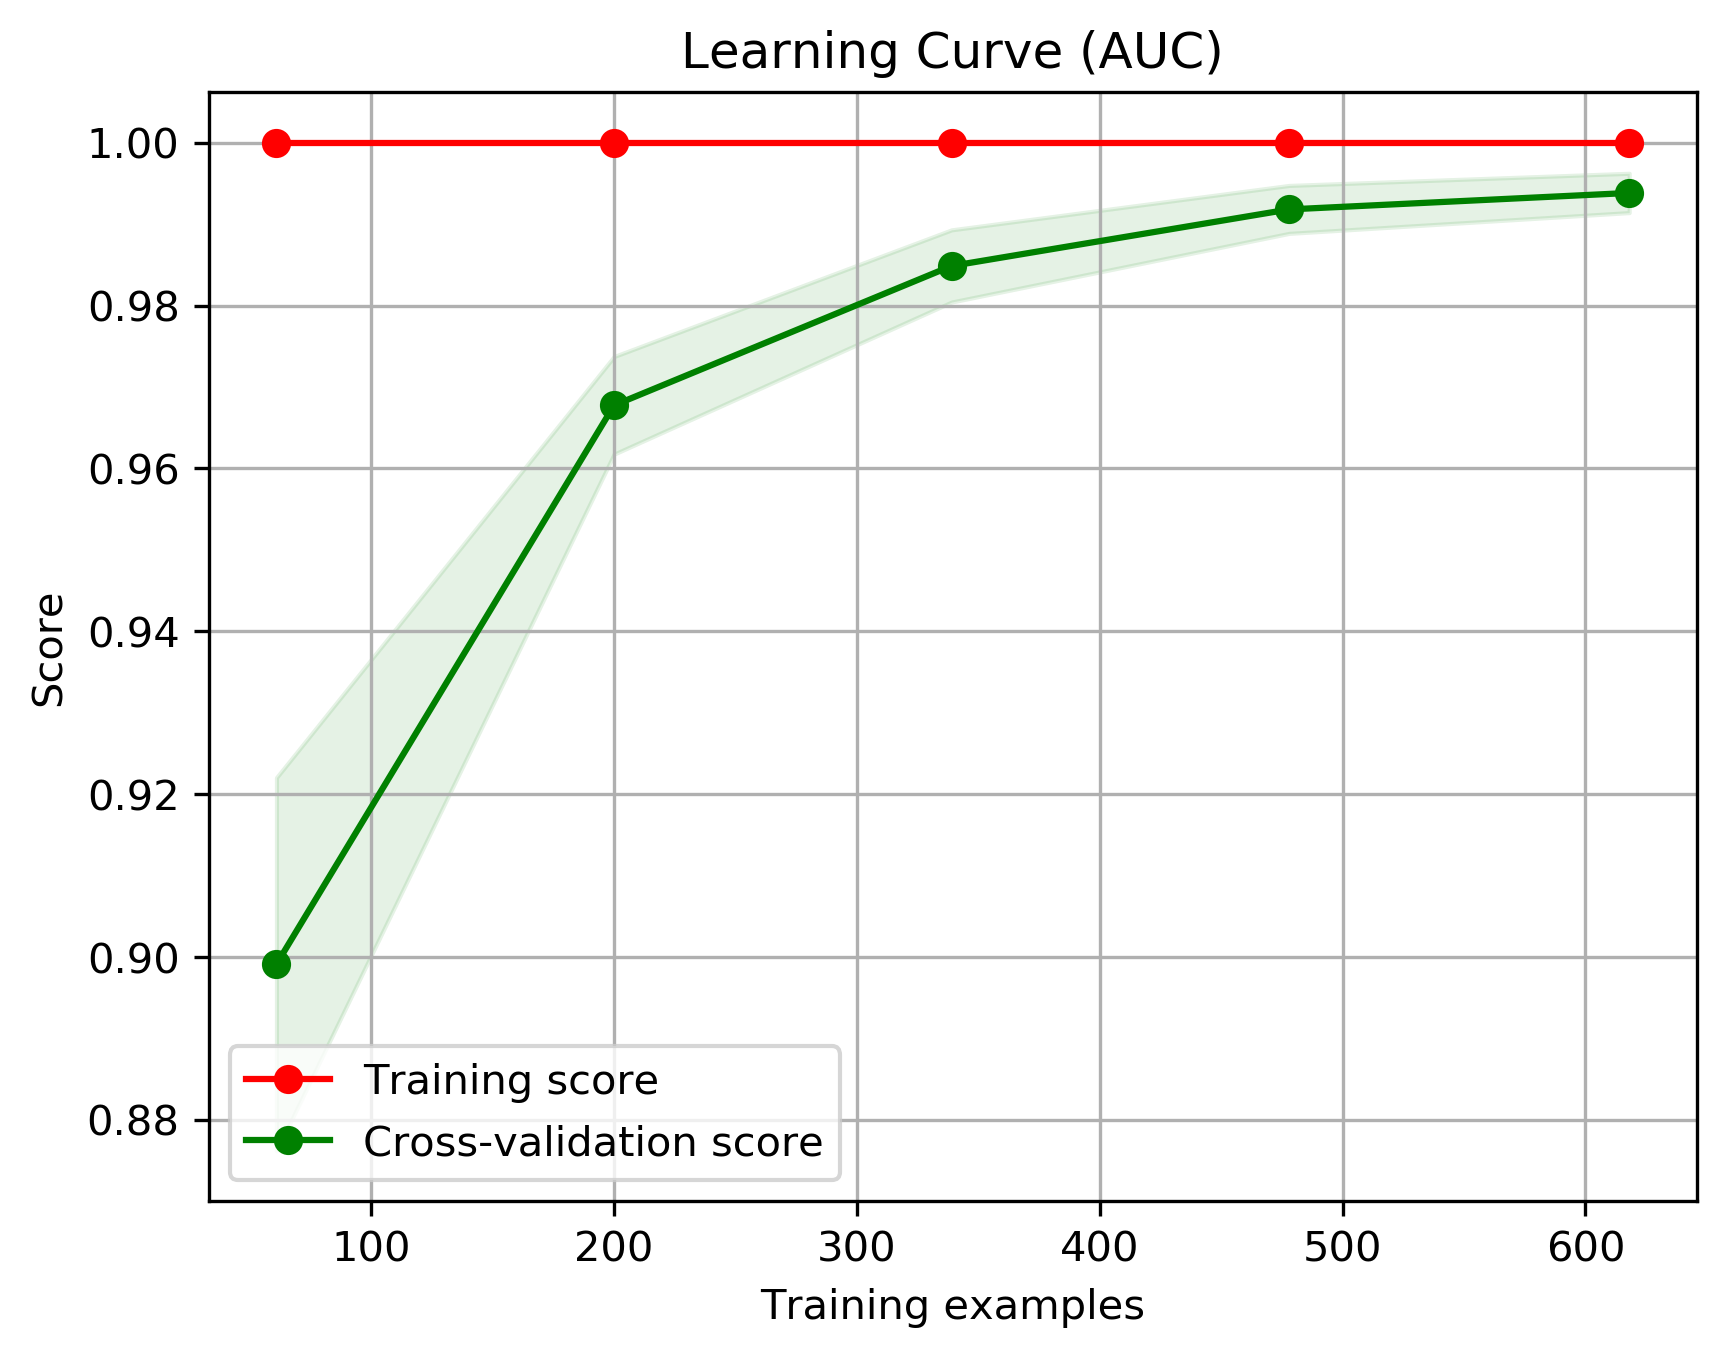 Learning Curve (AUC)
1.00
0.98
0.96
0.94
0.92
0.90
0.88
Score
Training score
Cross-validation score
100 200 300 400 500 600
Training examples